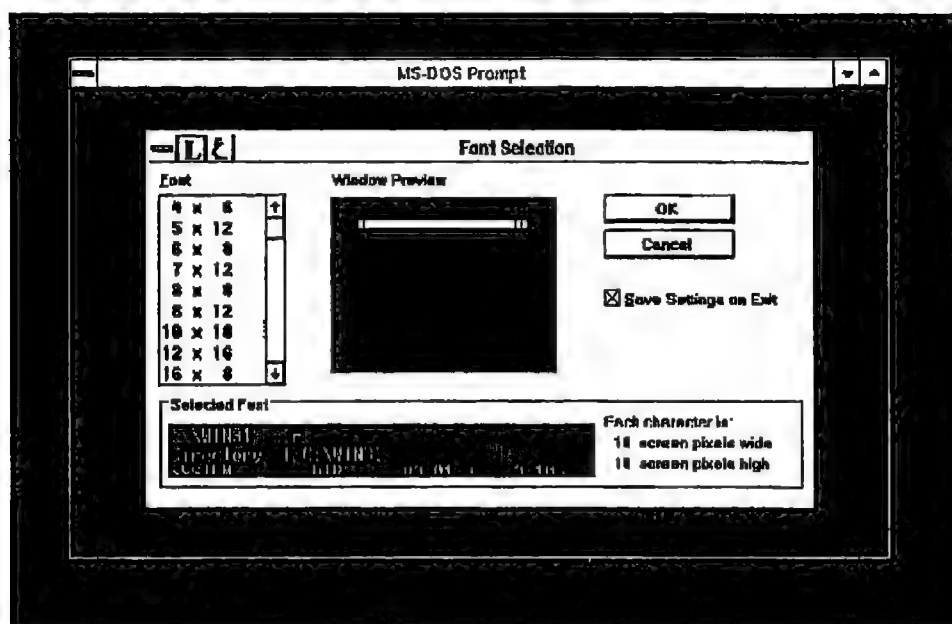 MS-DOS Prompt
Font Selection
Font
Window Preview
4 x 6
5 x 12
6 x 8
7 x 12
8 x 8
8 x 12
10 x 18
12 x 16
16 x 8
OK
Cancel
Save Settings on Exit
Selected Font
Each character is:
screen pixels wide
screen pixels high